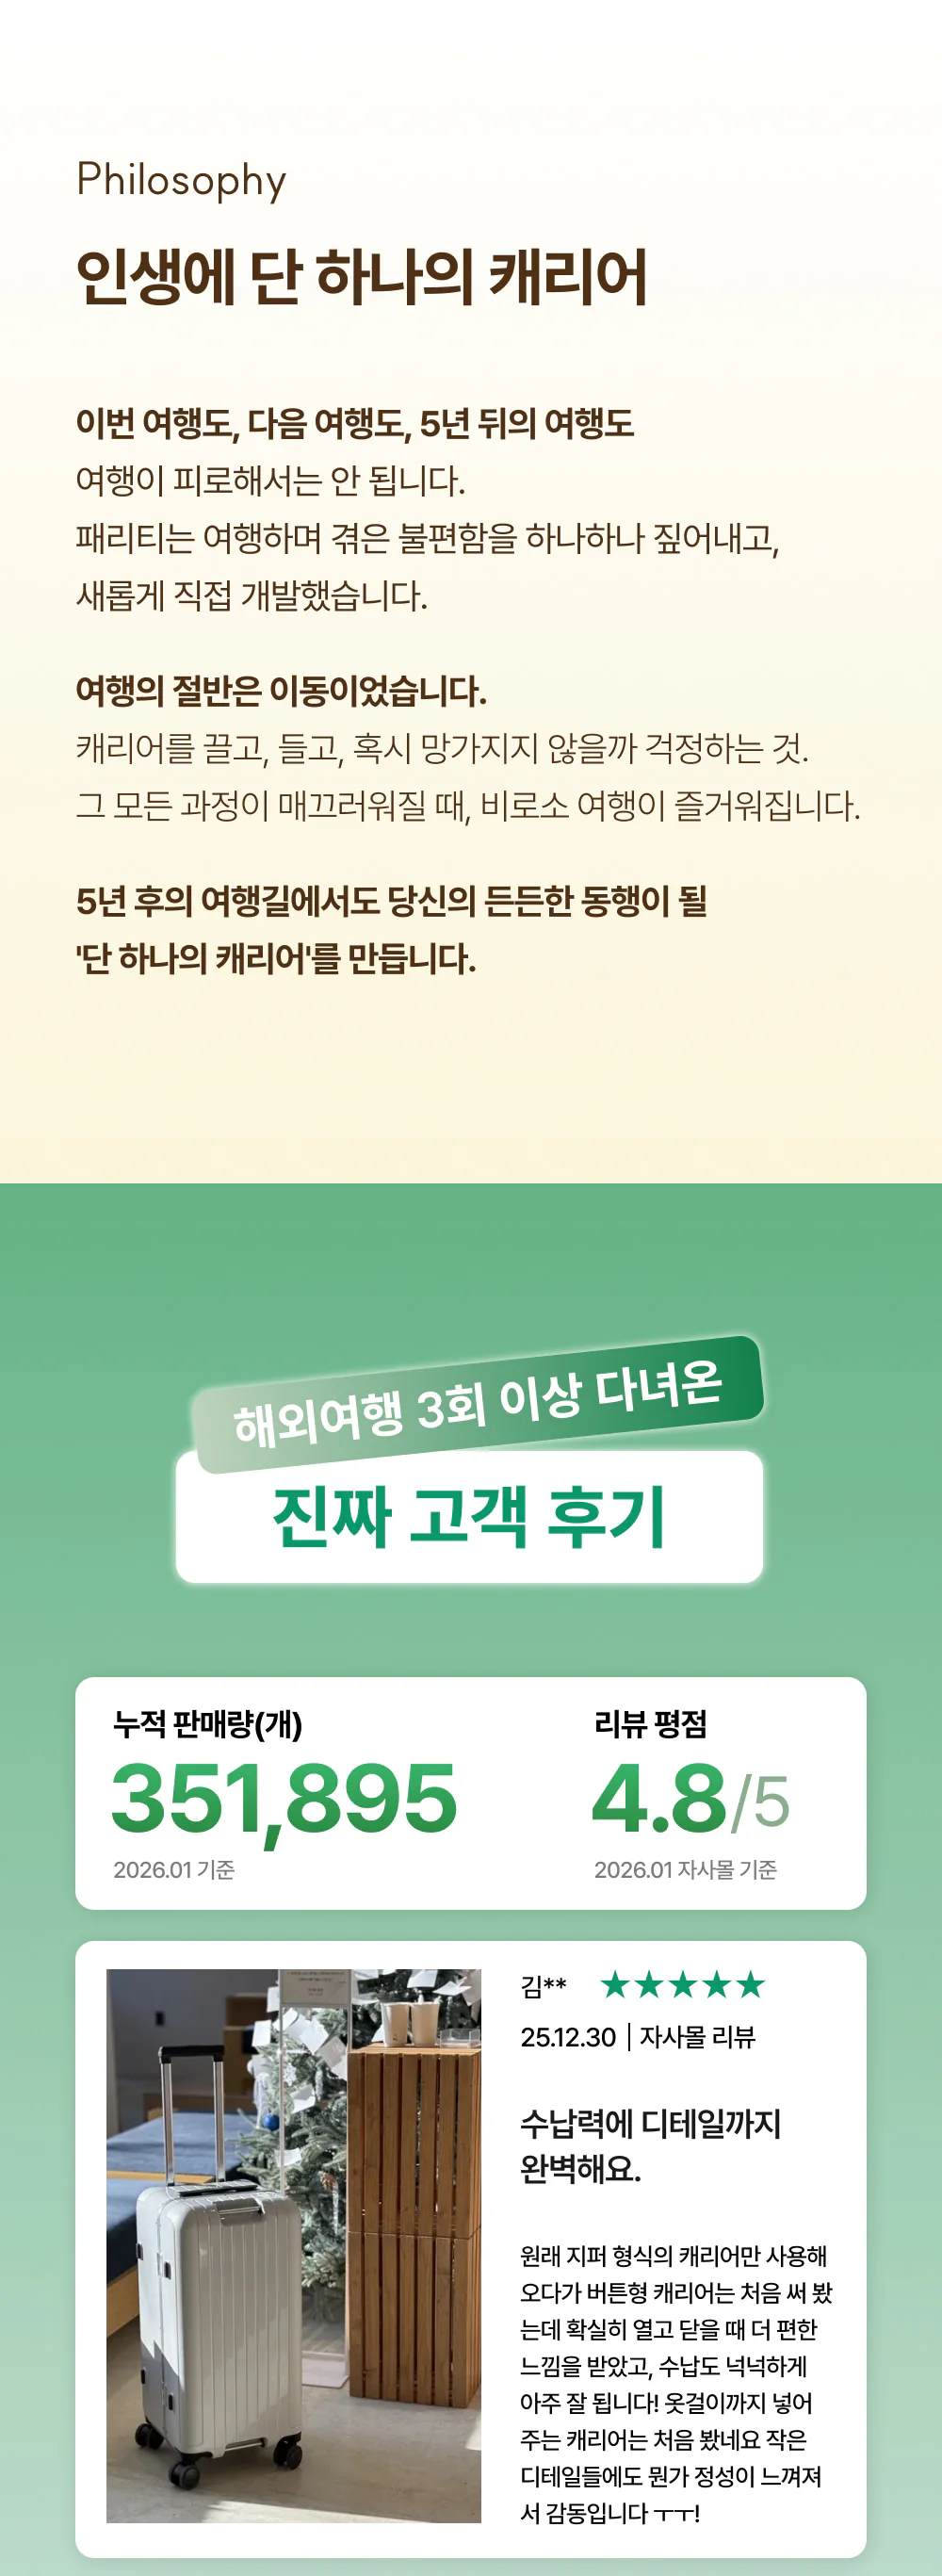 Philosophy
인생에 단 하나의 캐리어
이번 여행도, 다음 여행도, 5년 뒤의 여행도
여행이 피로해서는 안 됩니다.
패리티는 여행하며 겪은 불편함을 하나하나 짚어내고,
새롭게 직접 개발했습니다.
여행의 절반은 이동이었습니다.
캐리어를 끌고, 들고, 혹시 망가지지 않을까 걱정하는 것.
그 모든 과정이 매끄러워질 때, 비로소 여행이 즐거워집니다.
5년 후의 여행길에서도 당신의 든든한 동행이 될
'단 하나의 캐리어'를 만듭니다.
해외여행 3회 이상 다녀온
진짜 고객 후기
누적 판매량(개)
351,895
2026.01 기준
리뷰 평점
4.8/5
2026.01 자사몰 기준
김** ★★★★★
25.12.30 | 자사몰 리뷰
수납력에 디테일까지
완벽해요.
원래 지퍼 형식의 캐리어만 사용해
오다가 버튼형 캐리어는 처음 써 봤
는데 확실히 열고 닫을 때 더 편한
느낌을 받았고, 수납도 넉넉하게
아주 잘 됩니다! 옷걸이까지 넣어
주는 캐리어는 처음 봤네요 작은
디테일들에도 뭔가 정성이 느껴져
서 감동입니다 ㅜㅜ!